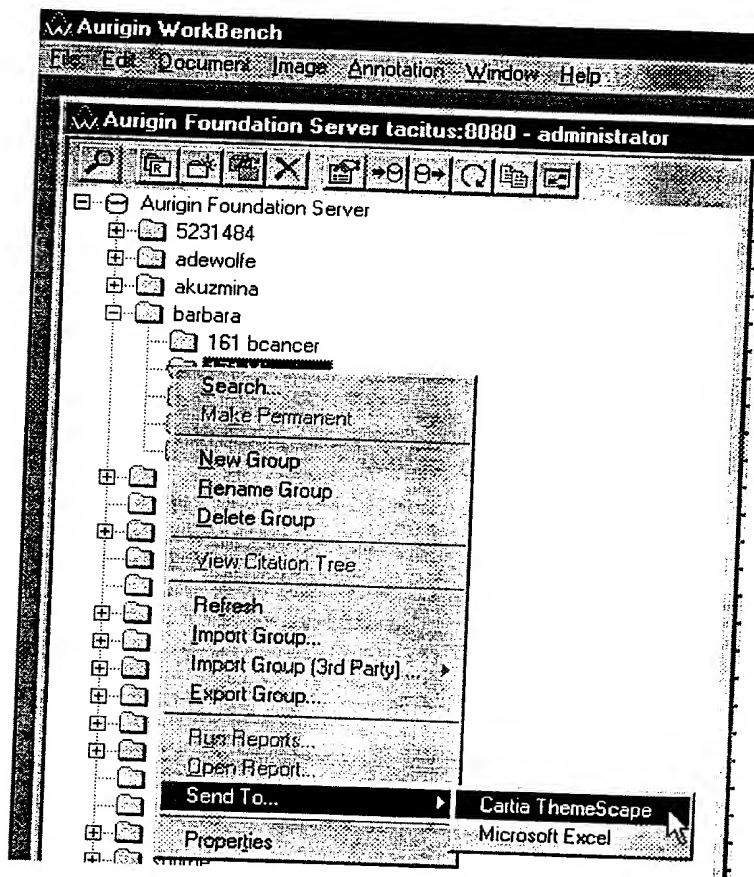 Aurigin WorkBench
File Edit Document Image Annotation Window Help
Aurigin Foundation Server tacitus:8080 - administrator
Aurigin Foundation Server
5231484
adewolfe
akuzmina
barbara
161 bcancer
Search...
Make Permanent
New Group
Rename Group
Delete Group
View Citation Tree
Refresh
Import Group...
Import Group (3rd Party) ...
Export Group...
Run Reports...
Open Report...
Send To...
Cartia ThemeScape
Microsoft Excel
Properties